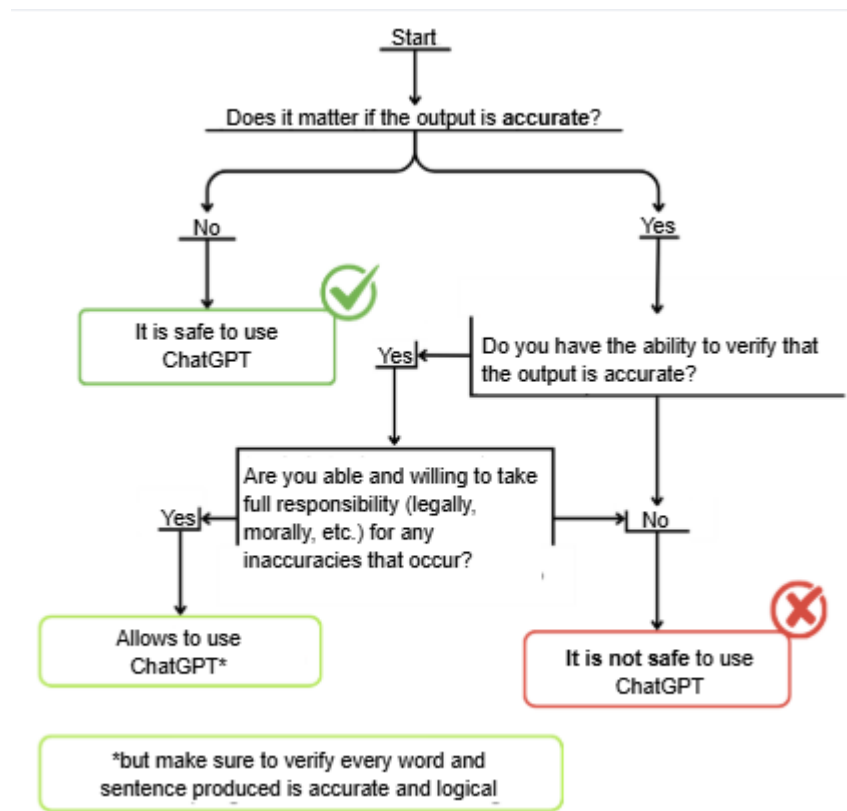 Start
Does it matter if the output is accurate?
No
Yes
It is safe to use
ChatGPT
Do you have the ability to verify that
the output is accurate?
Yes
Are you able and willing to take
full responsibility (legally,
morally, etc.) for any
inaccuracies that occur?
Yes
No
Allows to use
ChatGPT*
It is not safe to use
ChatGPT
*but make sure to verify every word and
sentence produced is accurate and logical